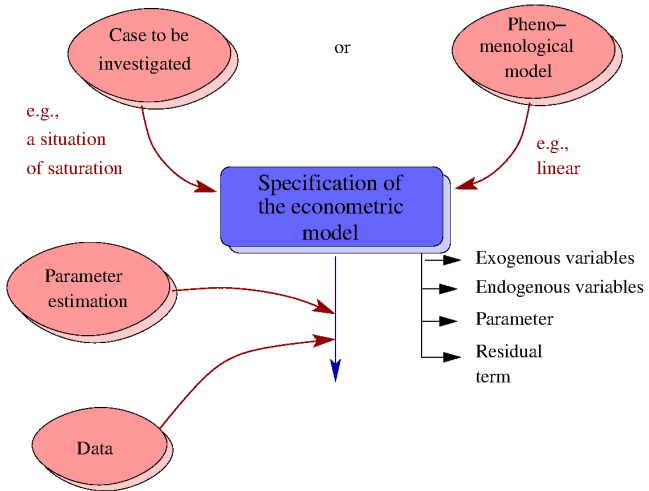 Case to be
investigated
or
Pheno–
menological
model
e.g.,
a situation
of saturation
e.g.,
linear
Specification of
the econometric
model
Exogenous variables
Endogenous variables
Parameter
Residual
term
Parameter
estimation
Data